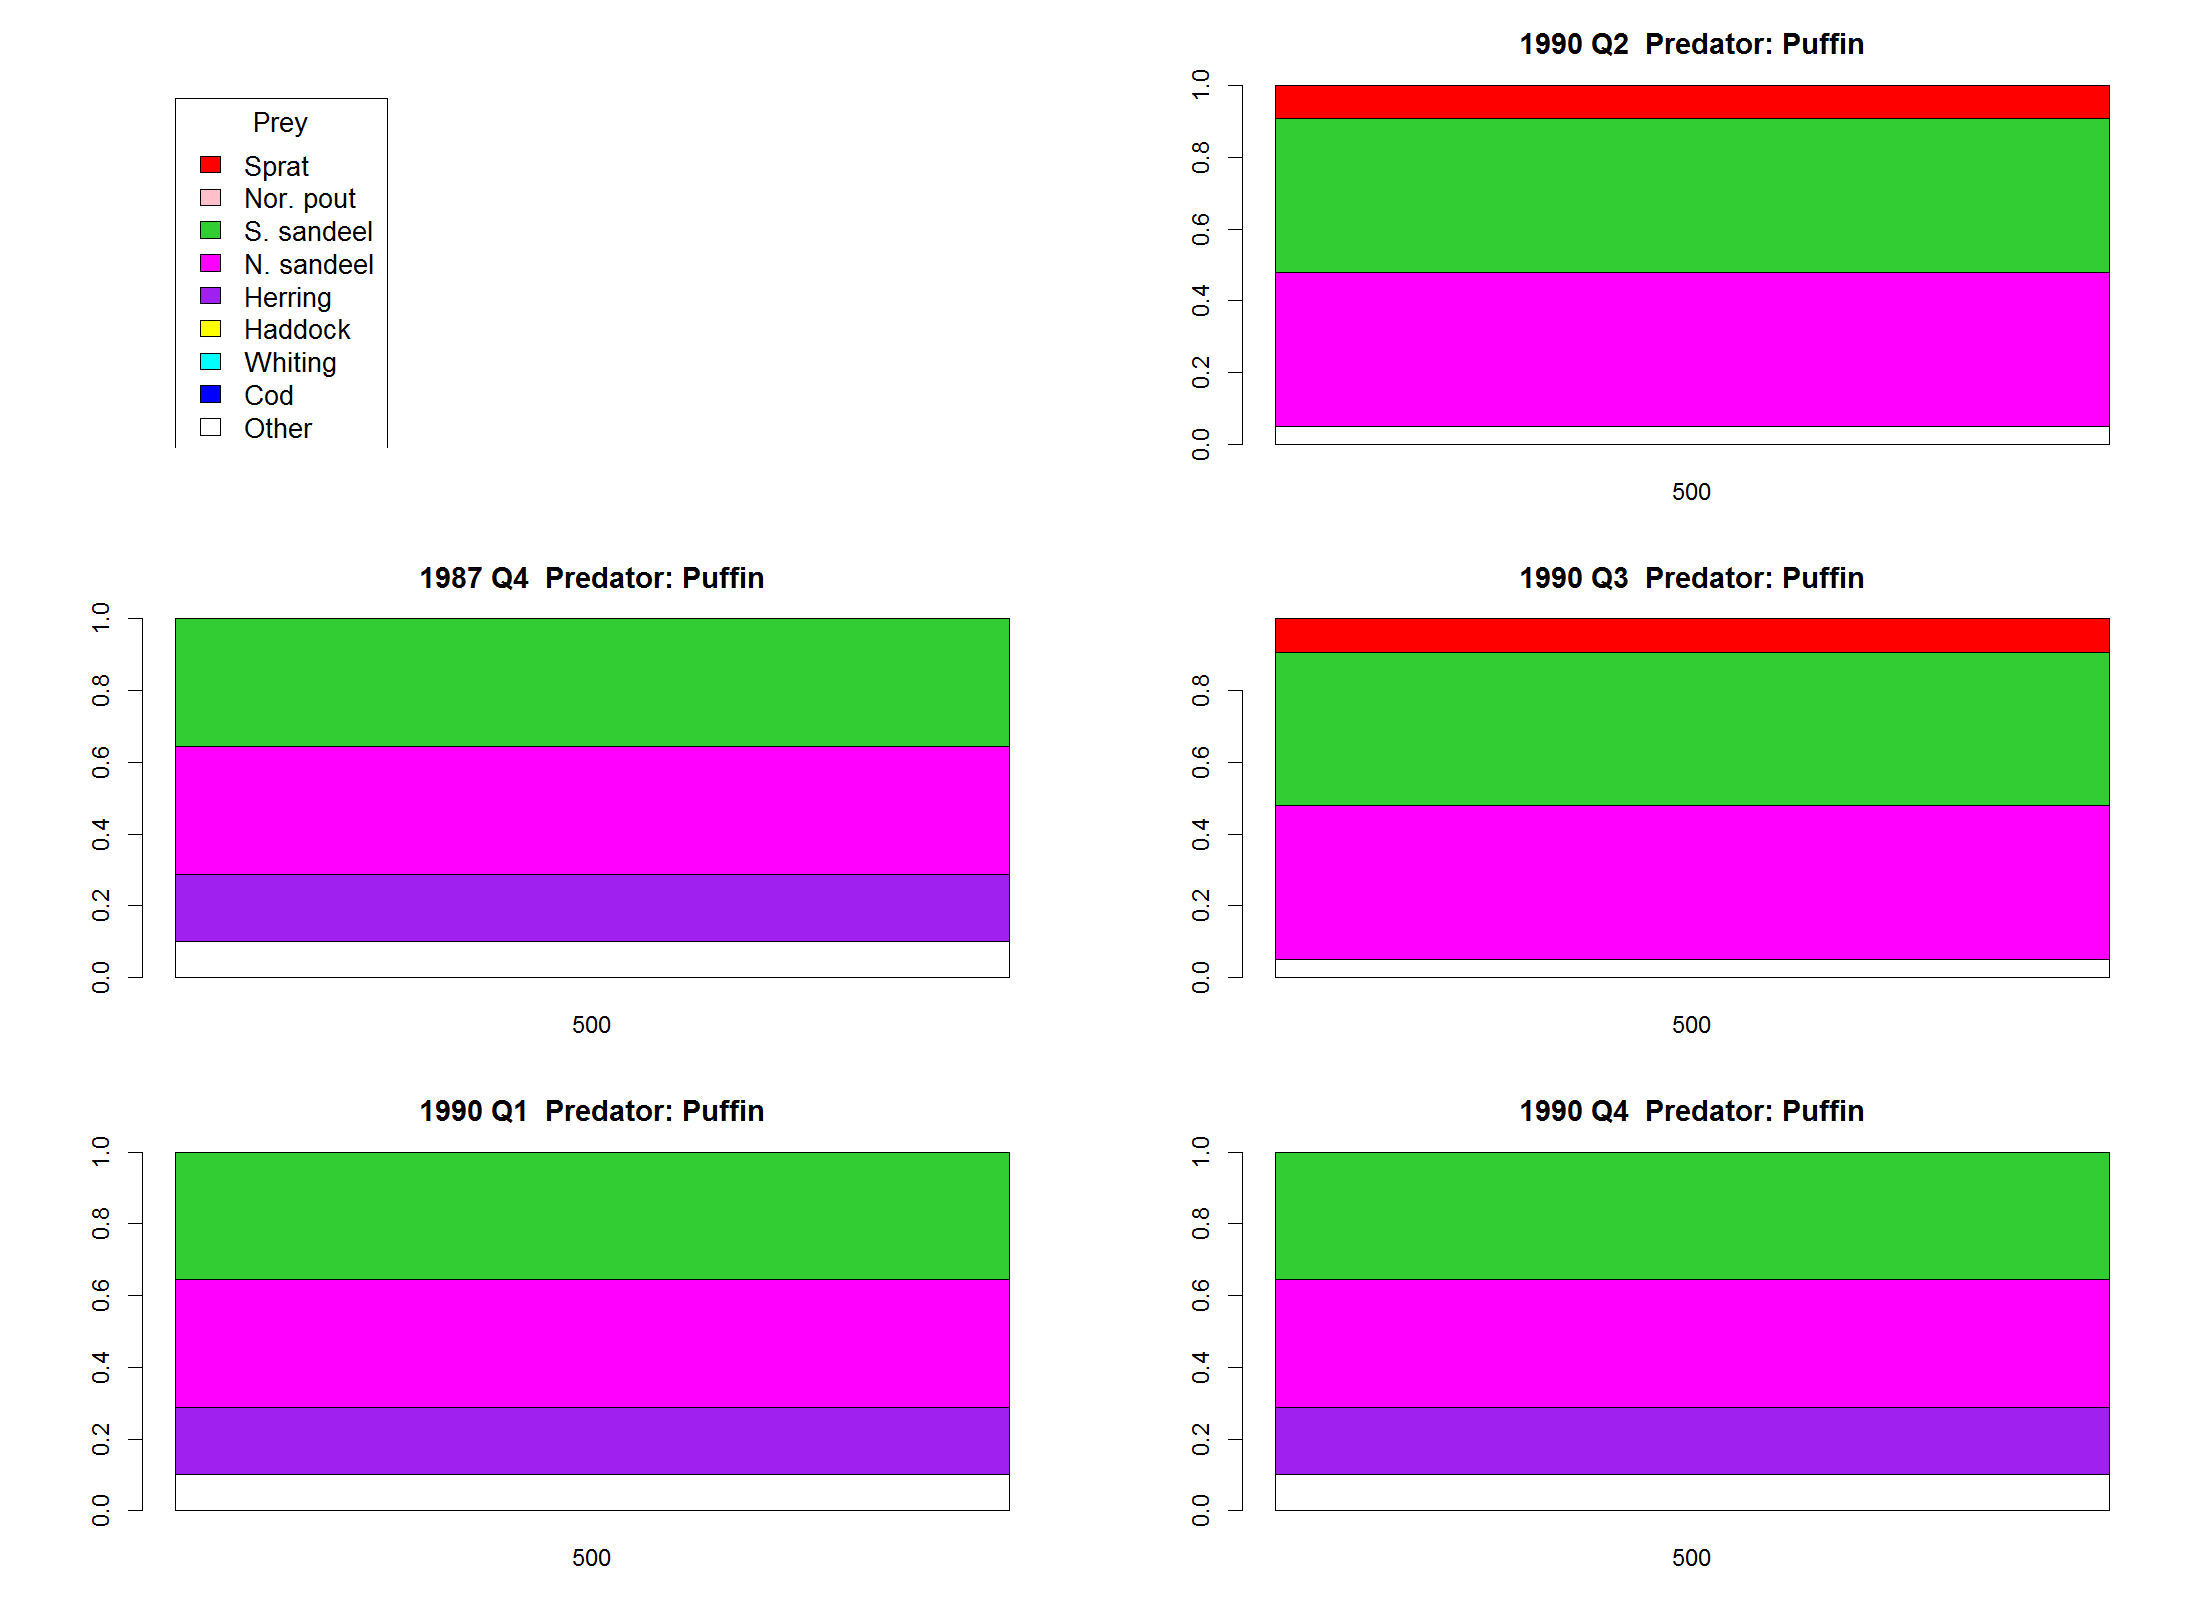 Prey
Sprat
Nor. pout
S. sandeel
N. sandeel
Herring
Haddock
Whiting
Cod
Other
1990 Q2  Predator: Puffin
1.0
0.8
0.6
0.4
0.2
0.0
500
1987 Q4  Predator: Puffin
1.0
0.8
0.6
0.4
0.2
0.0
500
1990 Q3  Predator: Puffin
0.8
0.6
0.4
0.2
0.0
500
1990 Q1  Predator: Puffin
1.0
0.8
0.6
0.4
0.2
0.0
500
1990 Q4  Predator: Puffin
1.0
0.8
0.6
0.4
0.2
0.0
500